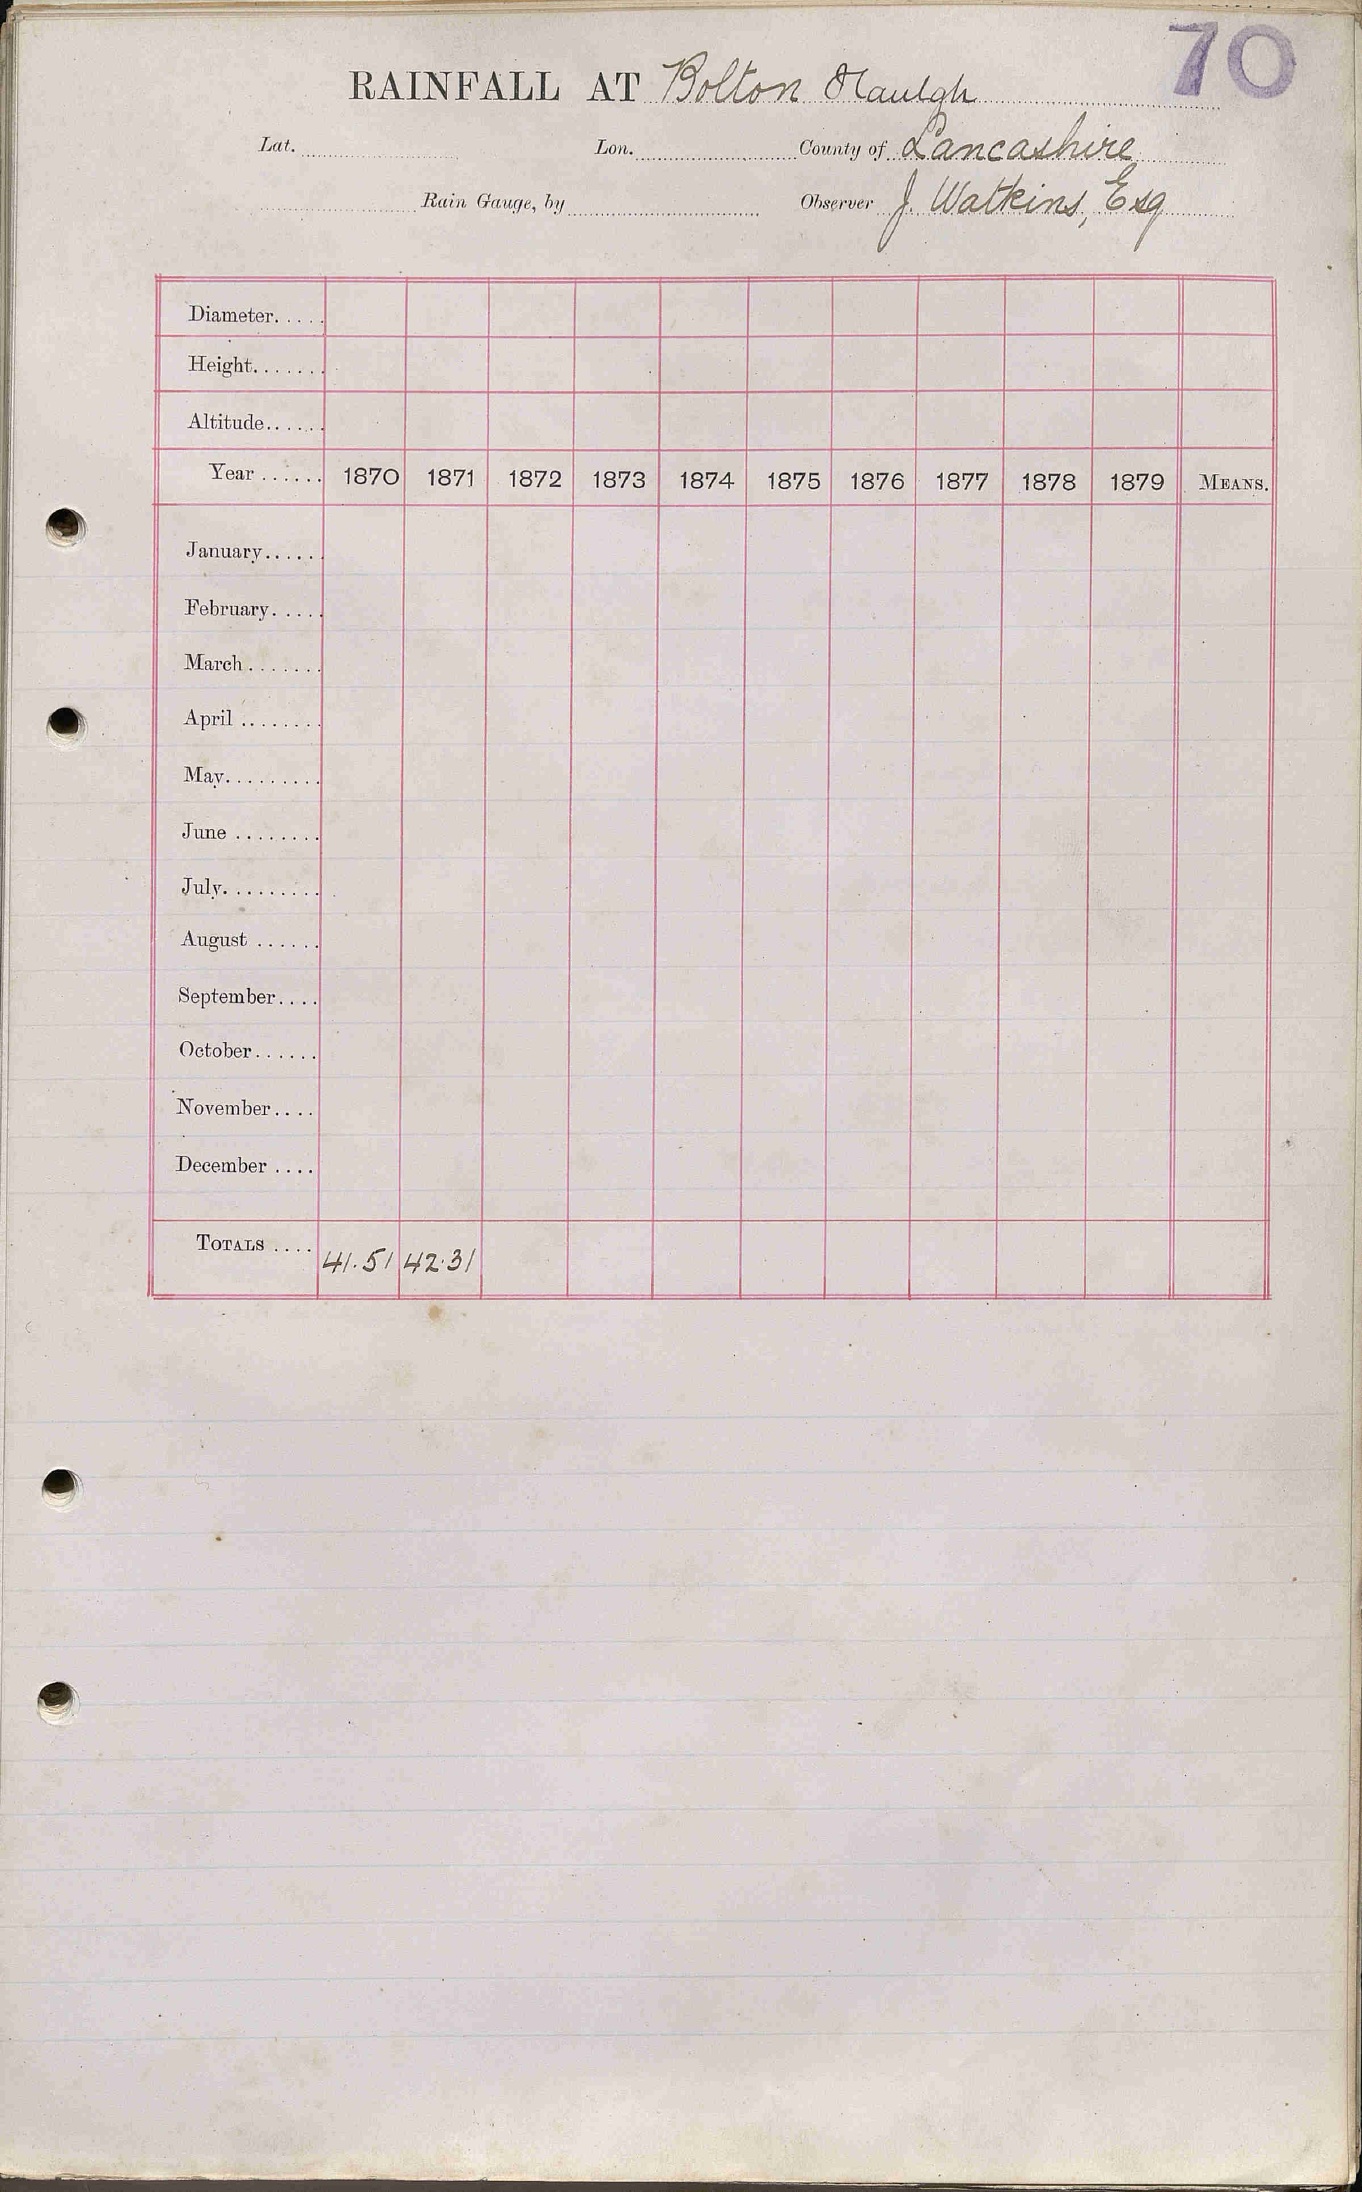 70
RAINFALL AT Bolton Haulgh
Lat. Lon. County of Lancashire
Rain Gauge, by Observer J. Watkins, Esq
Diameter.....
Height.......
Altitude......
Year ...... 1870 1871 1872 1873 1874 1875 1876 1877 1878 1879 MEANS.
January......
February.....
March .......
April ........
May.........
June ........
July.........
August ......
September....
October......
November....
December ....
TOTALS .... 41.51 42.31